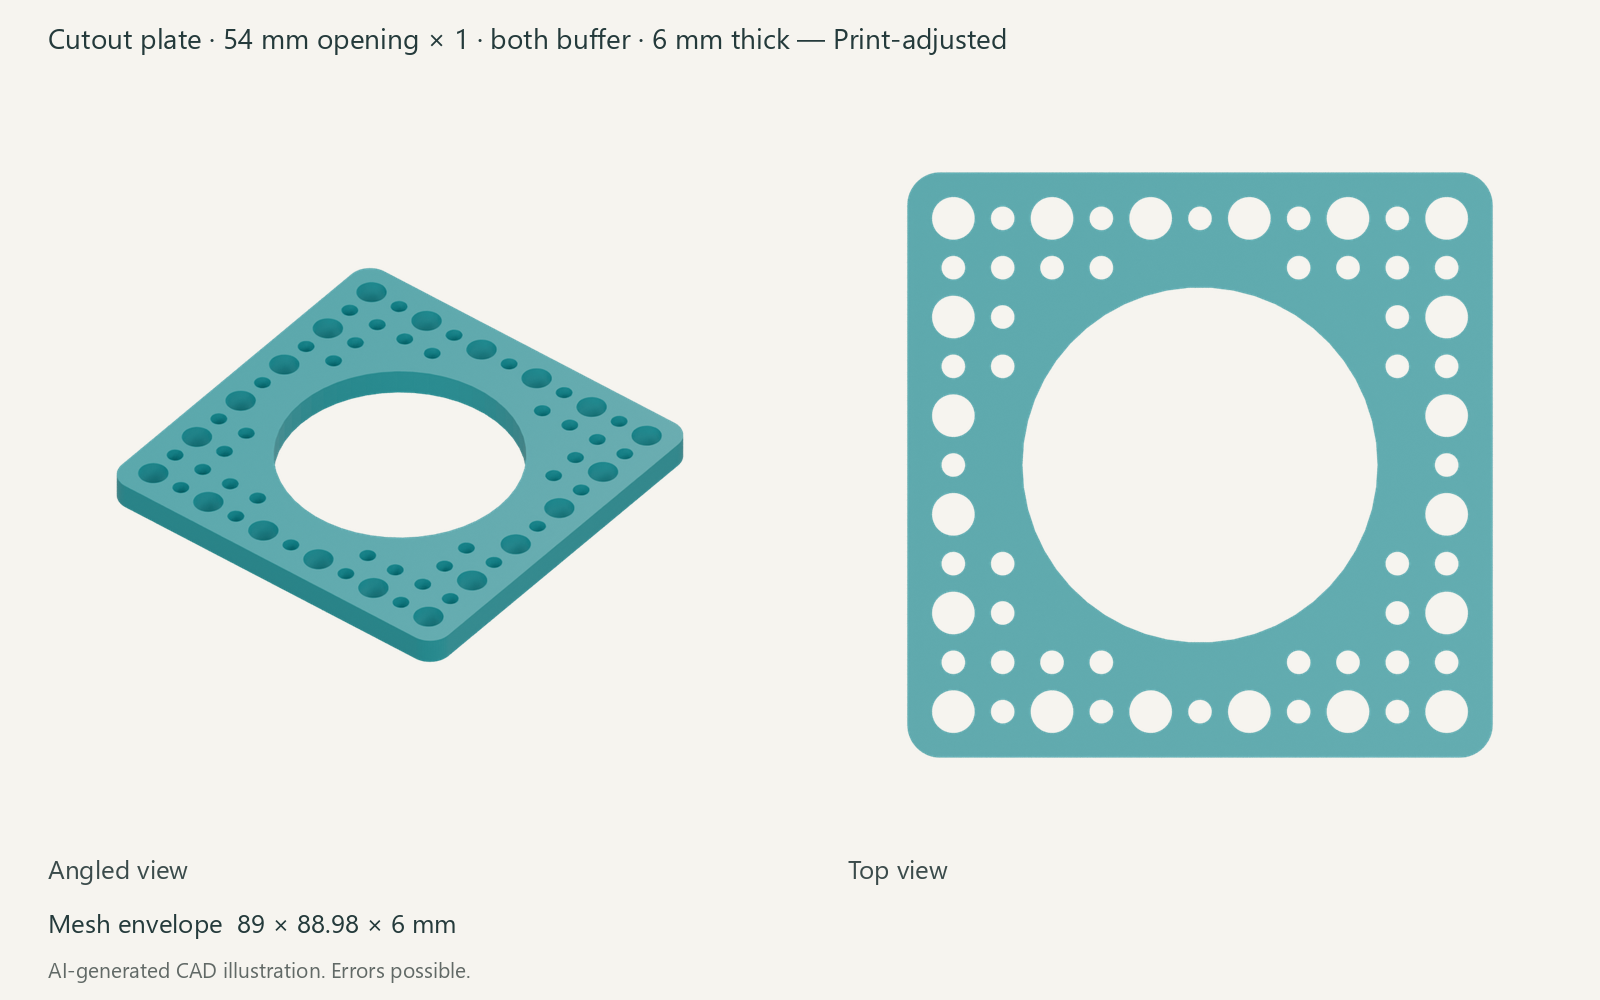 Cutout plate · 54 mm opening × 1 · both buffer · 6 mm thick — Print-adjusted
Angled view
Top view
Mesh envelope 89 × 88.98 × 6 mm
AI-generated CAD illustration. Errors possible.